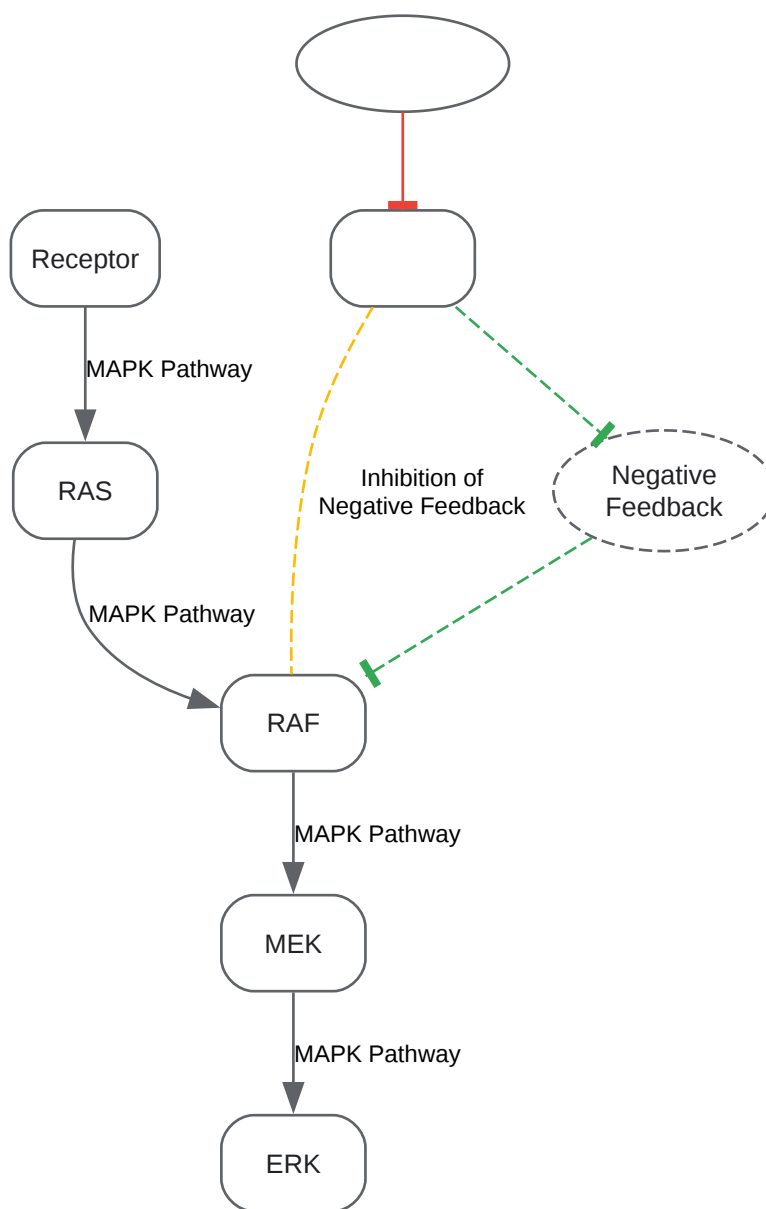 Receptor
MAPK Pathway
RAS
Inhibition of
Negative Feedback
Negative
Feedback
MAPK Pathway
RAF
MAPK Pathway
MEK
MAPK Pathway
ERK